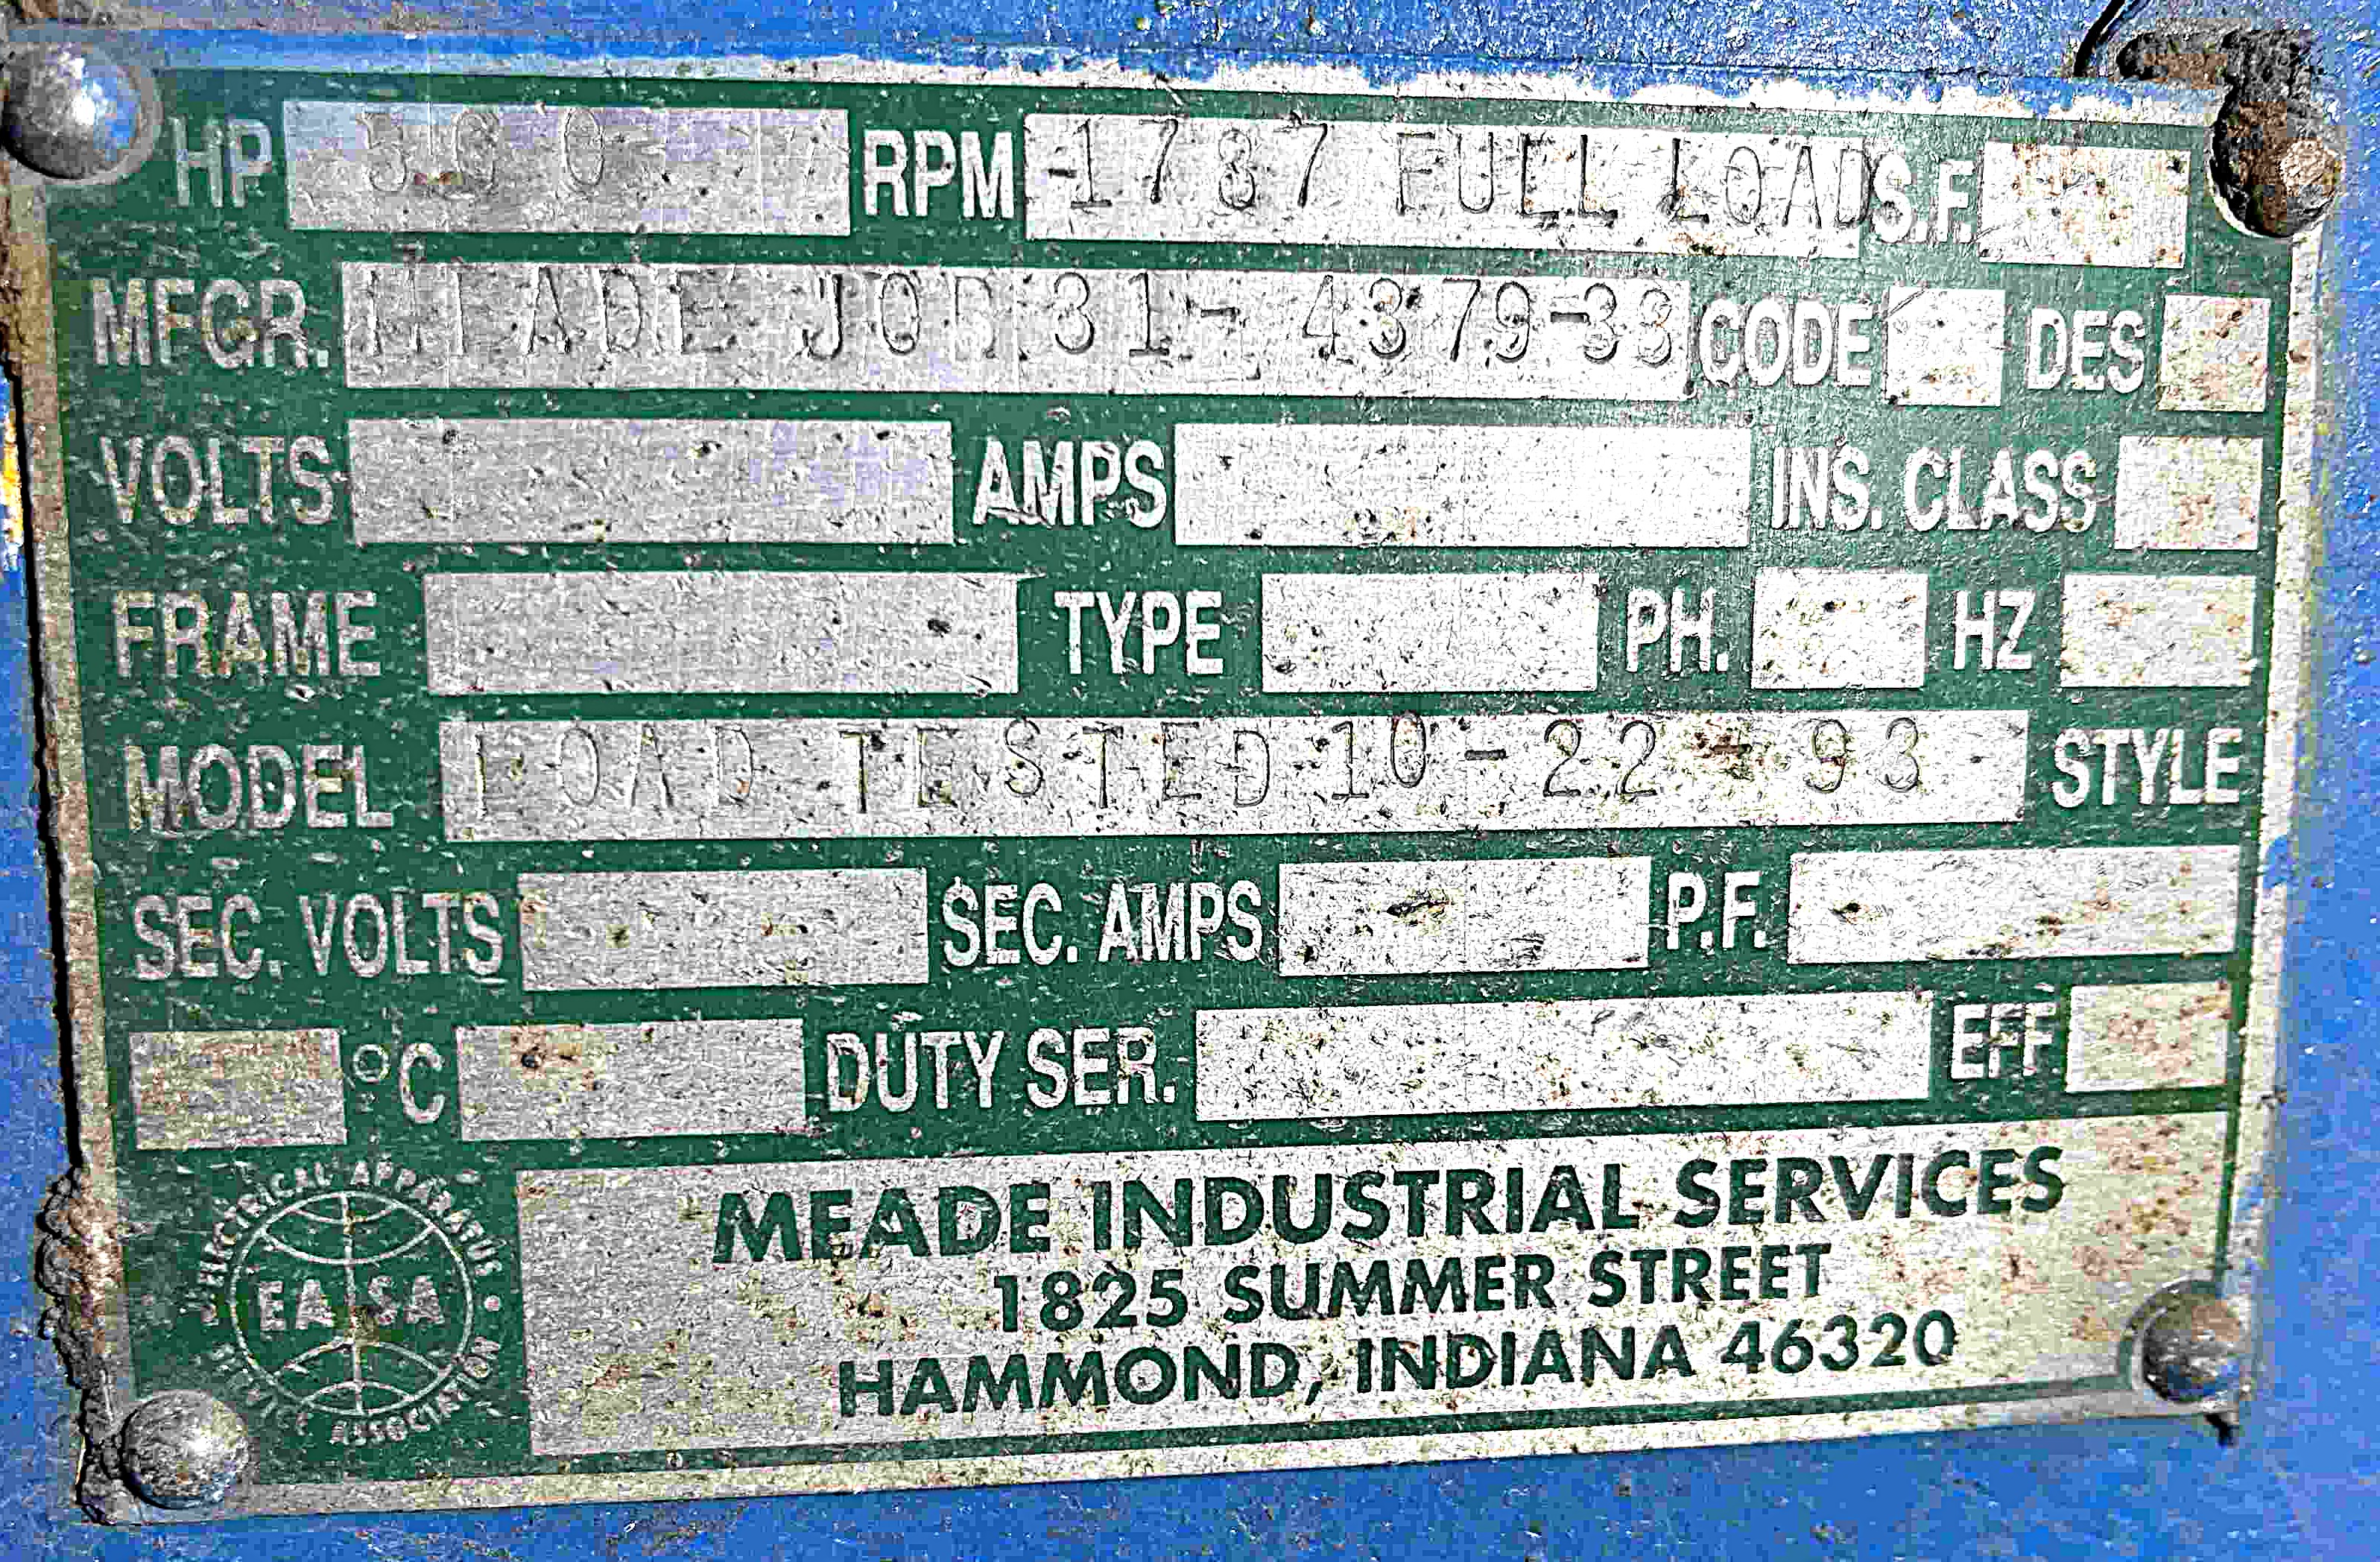 HP RPM 1787 FULL LOAD S.F.
MFGR. MEADE JOB 31-4379-33 CODE DES
VOLTS AMPS INS. CLASS
FRAME TYPE PH. HZ
MODEL LOAD TESTED 10-22-93 STYLE
SEC. VOLTS SEC. AMPS P.F.
°C DUTY SER. EFF.
ELECTRICAL APPARATUS
EASA
SERVICE ASSOCIATION
MEADE INDUSTRIAL SERVICES
1825 SUMMER STREET
HAMMOND, INDIANA 46320